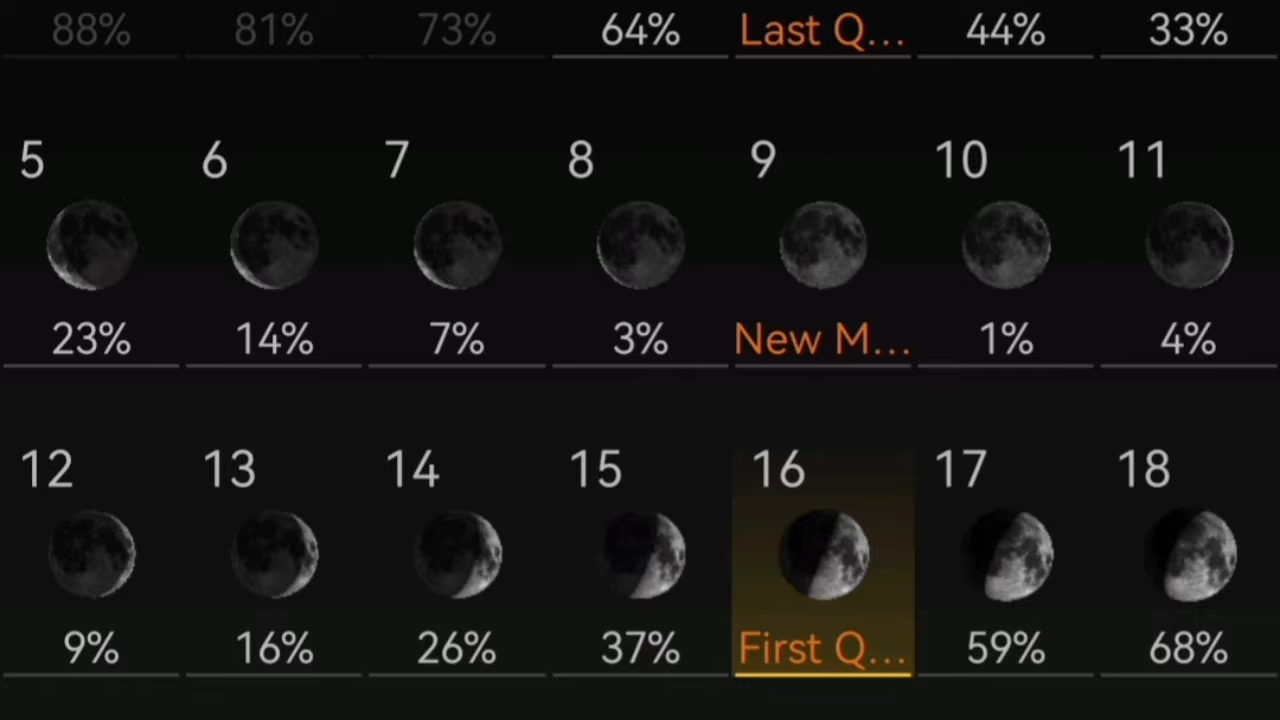 88% 81% 73% 64% Last Q... 44% 33%
5 6 7 8 9 10 11
23% 14% 7% 3% New M... 1% 4%
12 13 14 15 16 17 18
9% 16% 26% 37% First Q... 59% 68%